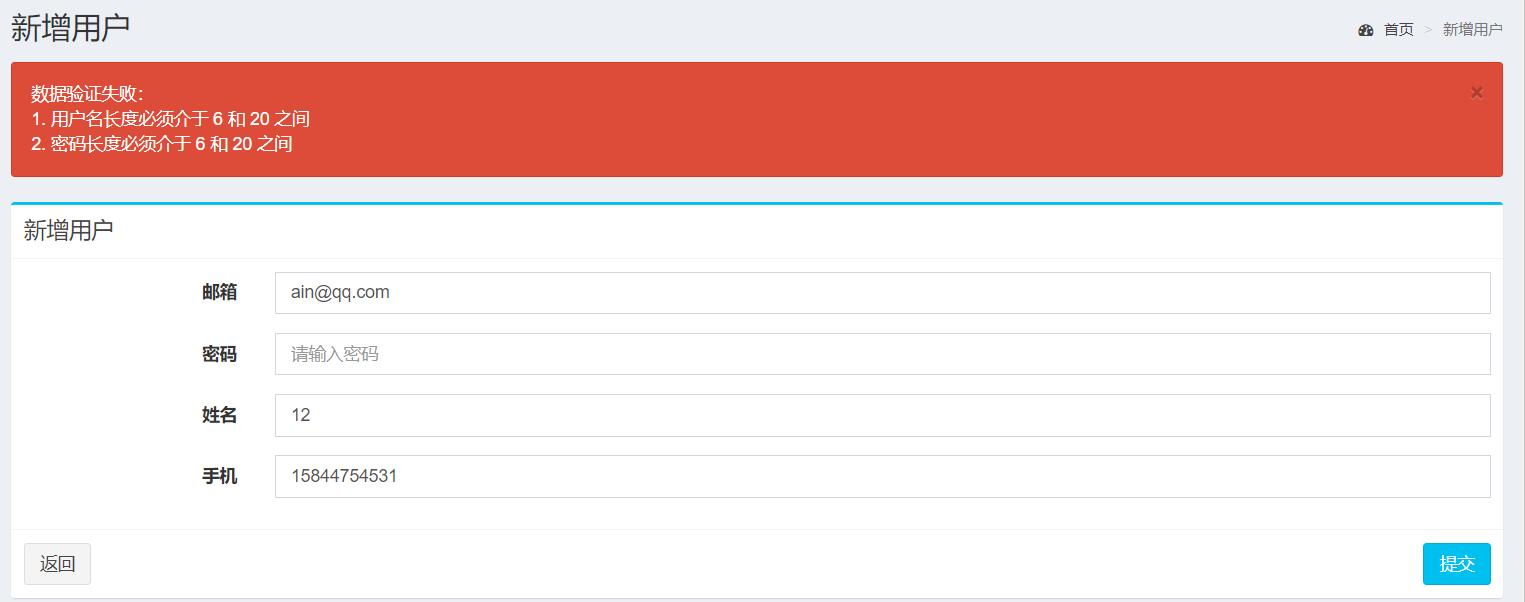 新增用户
首页 > 新增用户
×
数据验证失败：
1. 用户名长度必须介于 6 和 20 之间
2. 密码长度必须介于 6 和 20 之间
新增用户
邮箱 ain@qq.com
密码 请输入密码
姓名 12
手机 15844754531
返回 提交